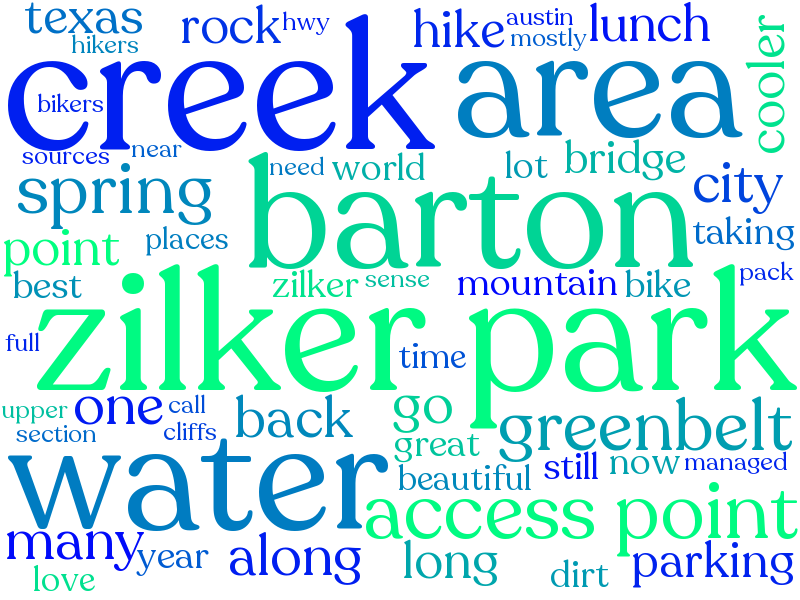 texas
rock
hwy
hike
austin
mostly
lunch
cooler
hikers
creek
area
bikers
sources
near
need
world
lot
bridge
city
spring
barton
taking
point
places
best
zilker
sense
mountain
bike
pack
zilker park
full
time
upper
one
call
back
go
greenbelt
section
cliffs
great
water
beautiful
still
now
managed
access point
many
year
along
long
dirt
parking
love